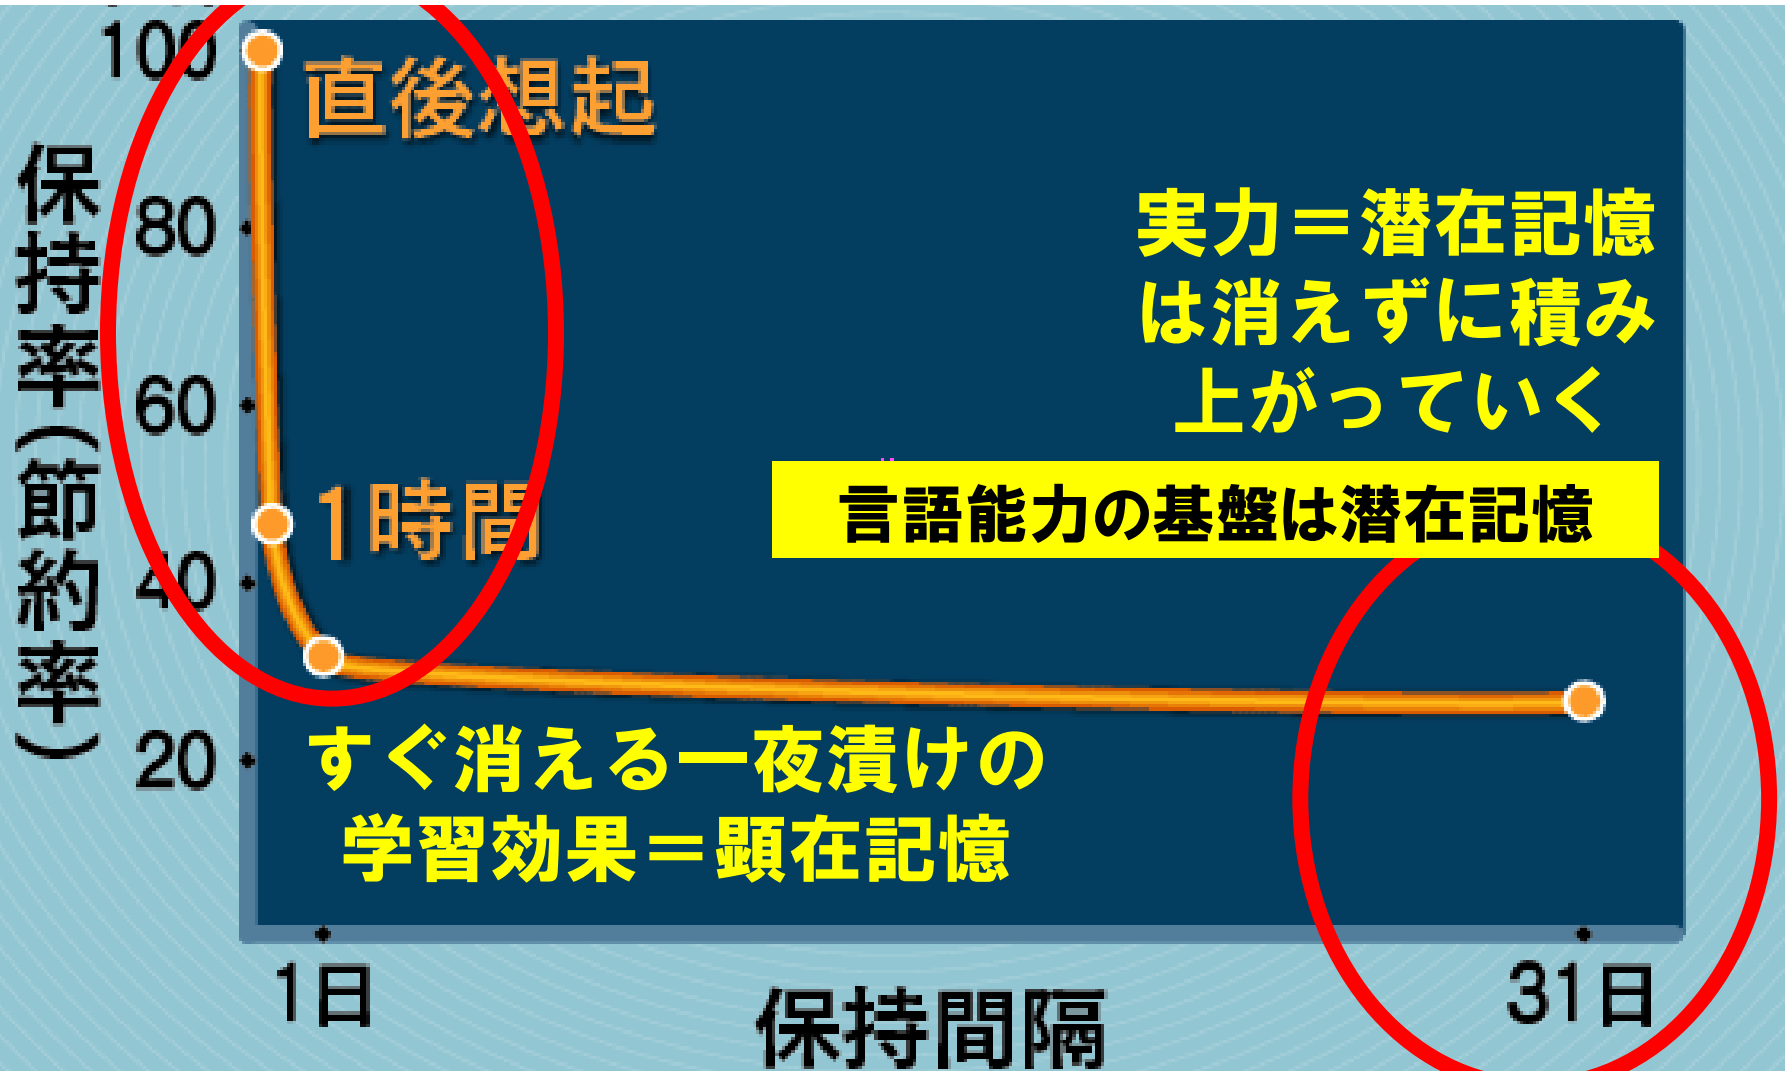 100
80
60
40
20
保持率(節約率)
直後想起
1時間
実力＝潜在記憶
は消えずに積み
上がっていく
言語能力の基盤は潜在記憶
すぐ消える一夜漬けの
学習効果＝顕在記憶
1日
31日
保持間隔